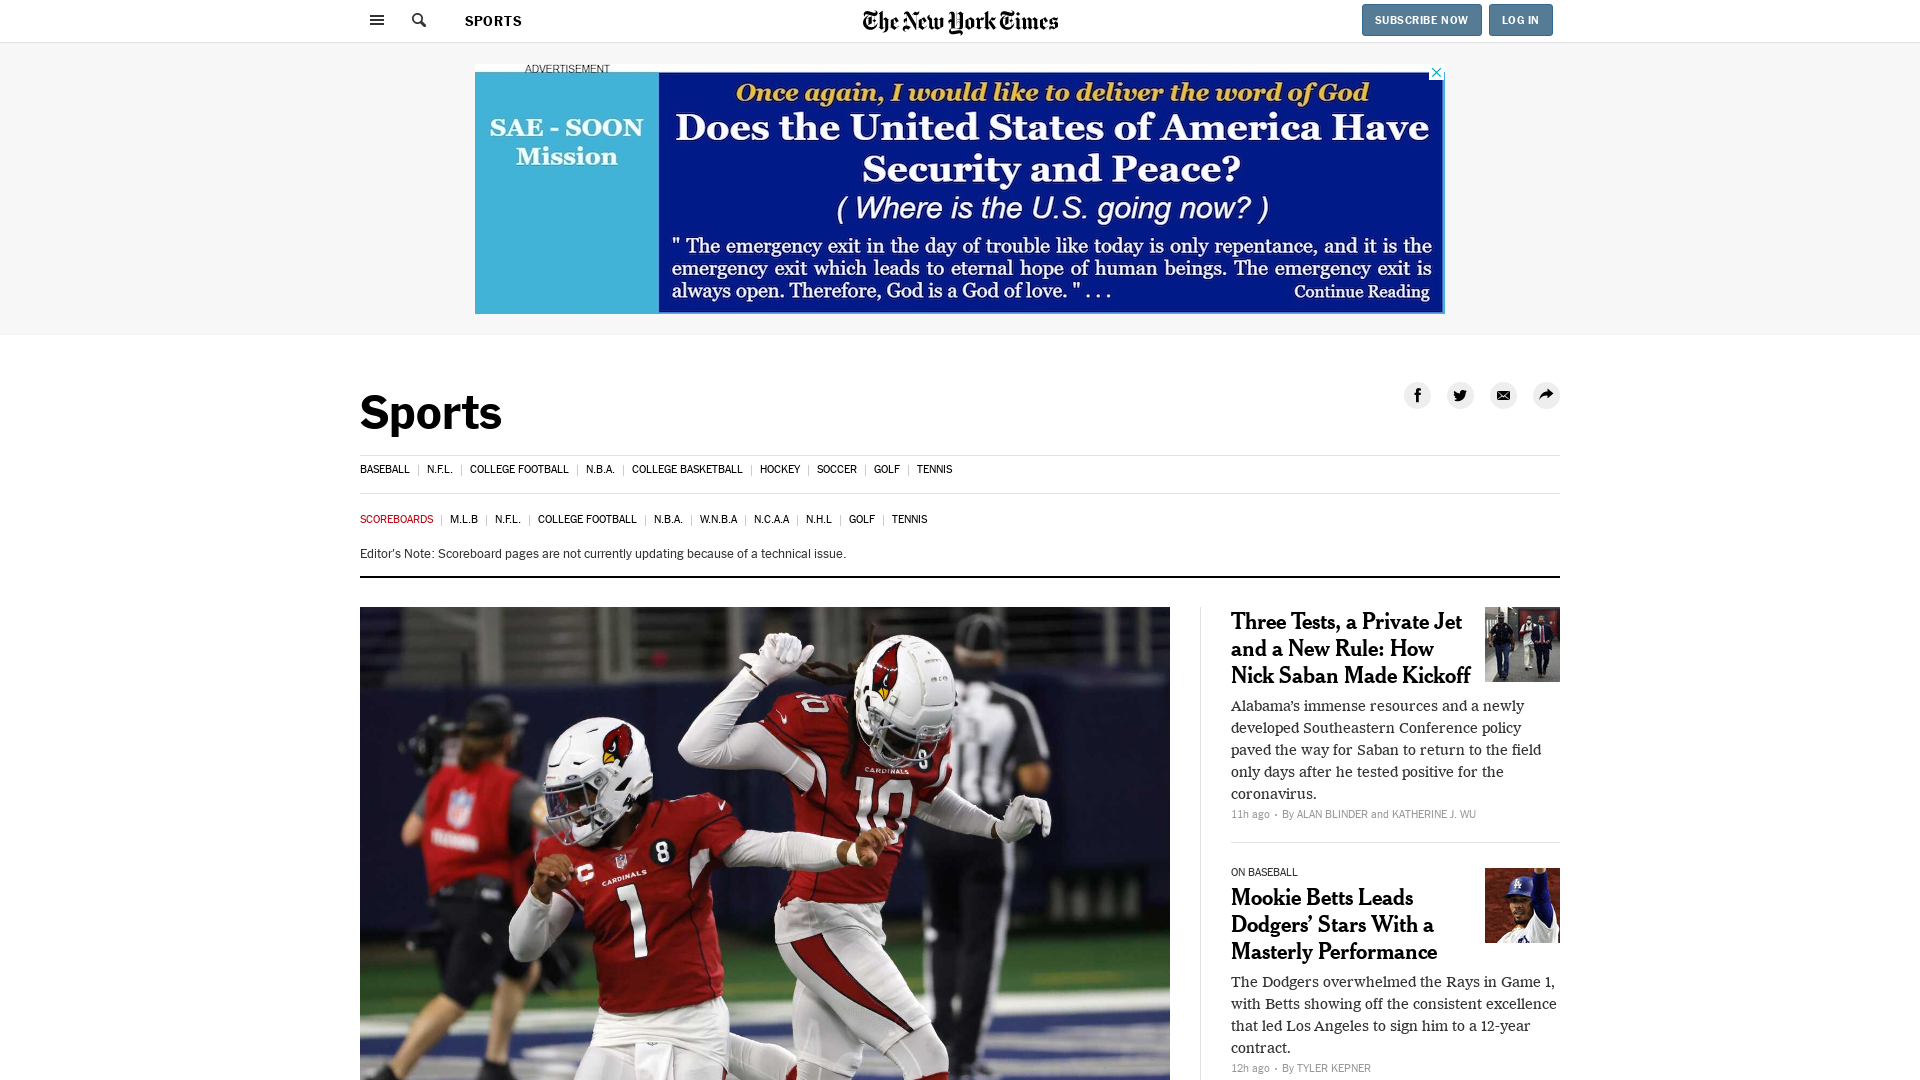 SPORTS
The New York Times
SUBSCRIBE NOW
LOG IN
ADVERTISEMENT
SAE - SOON
Mission
Once again, I would like to deliver the word of God
Does the United States of America Have
Security and Peace?
( Where is the U.S. going now? )
" The emergency exit in the day of trouble like today is only repentance, and it is the
emergency exit which leads to eternal hope of human beings. The emergency exit is
always open. Therefore, God is a God of love. " . . .
Continue Reading
Sports
BASEBALL | N.F.L. | COLLEGE FOOTBALL | N.B.A. | COLLEGE BASKETBALL | HOCKEY | SOCCER | GOLF | TENNIS
SCOREBOARDS | M.L.B | N.F.L. | COLLEGE FOOTBALL | N.B.A. | W.N.B.A | N.C.A.A | N.H.L | GOLF | TENNIS
Editor's Note: Scoreboard pages are not currently updating because of a technical issue.
10
8
CARDINALS
10
C
8
CARDINALS
1
Three Tests, a Private Jet
and a New Rule: How
Nick Saban Made Kickoff
Alabama’s immense resources and a newly
developed Southeastern Conference policy
paved the way for Saban to return to the field
only days after he tested positive for the
coronavirus.
11h ago · By ALAN BLINDER and KATHERINE J. WU
ON BASEBALL
Mookie Betts Leads
Dodgers’ Stars With a
Masterly Performance
The Dodgers overwhelmed the Rays in Game 1,
with Betts showing off the consistent excellence
that led Los Angeles to sign him to a 12-year
contract.
12h ago · By TYLER KEPNER